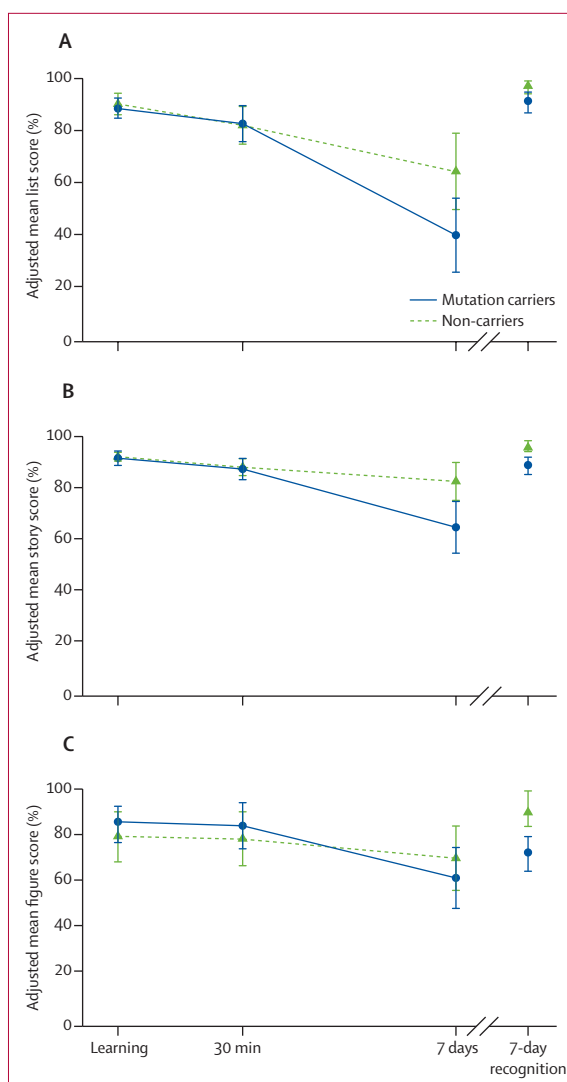 A
100
80
60
40
20
0
Adjusted mean list score (%)
Mutation carriers
Non-carriers
B
100
80
60
40
20
0
Adjusted mean story score (%)
C
100
80
60
40
20
0
Adjusted mean figure score (%)
Learning
30 min
7 days
7-day
recognition